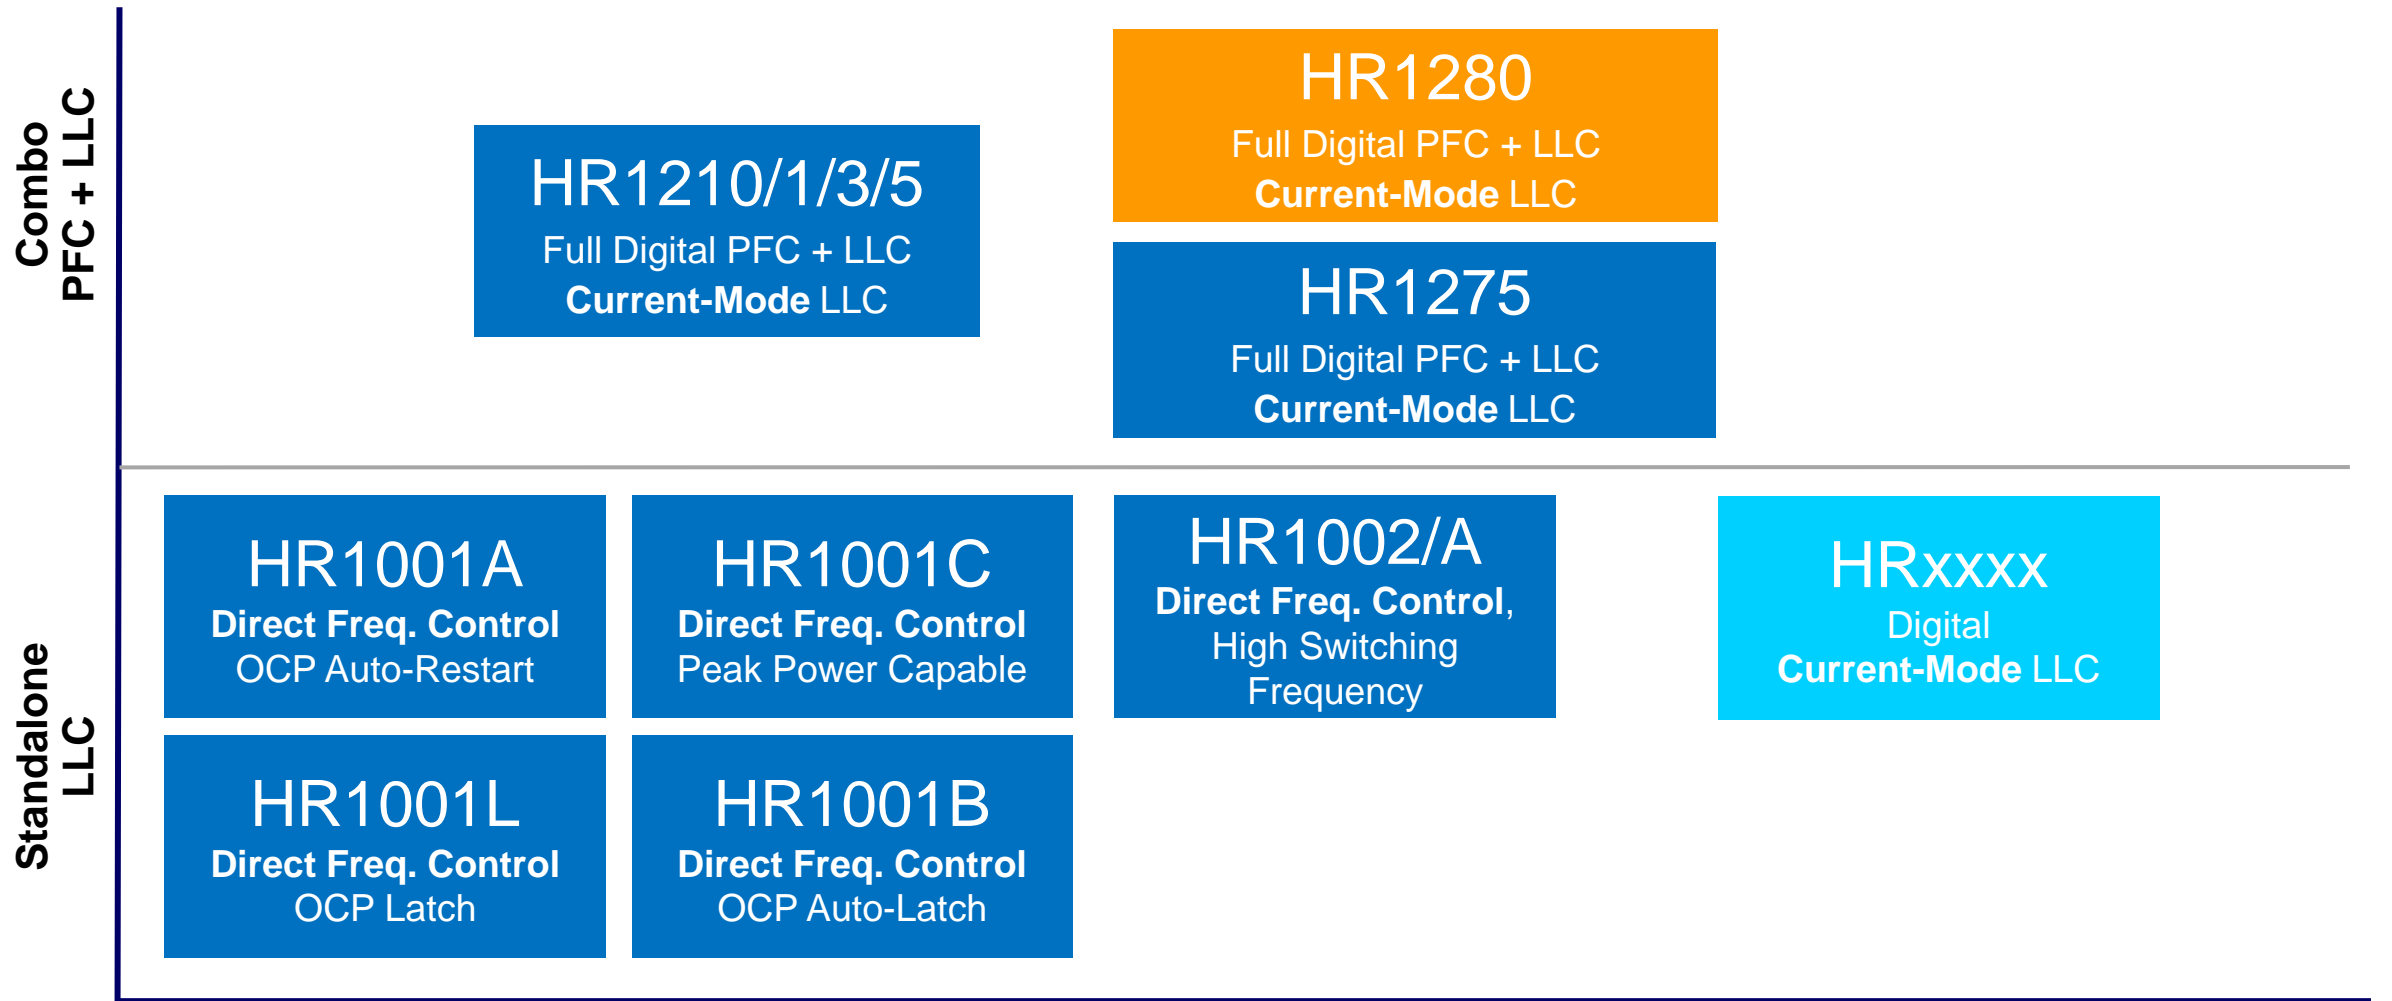 Combo
PFC + LLC
HR1210/1/3/5
Full Digital PFC + LLC
Current-Mode LLC
HR1280
Full Digital PFC + LLC
Current-Mode LLC
HR1275
Full Digital PFC + LLC
Current-Mode LLC
Standalone
LLC
HR1001A
Direct Freq. Control
OCP Auto-Restart
HR1001C
Direct Freq. Control
Peak Power Capable
HR1002/A
Direct Freq. Control,
High Switching
Frequency
HRxxxx
Digital
Current-Mode LLC
HR1001L
Direct Freq. Control
OCP Latch
HR1001B
Direct Freq. Control
OCP Auto-Latch